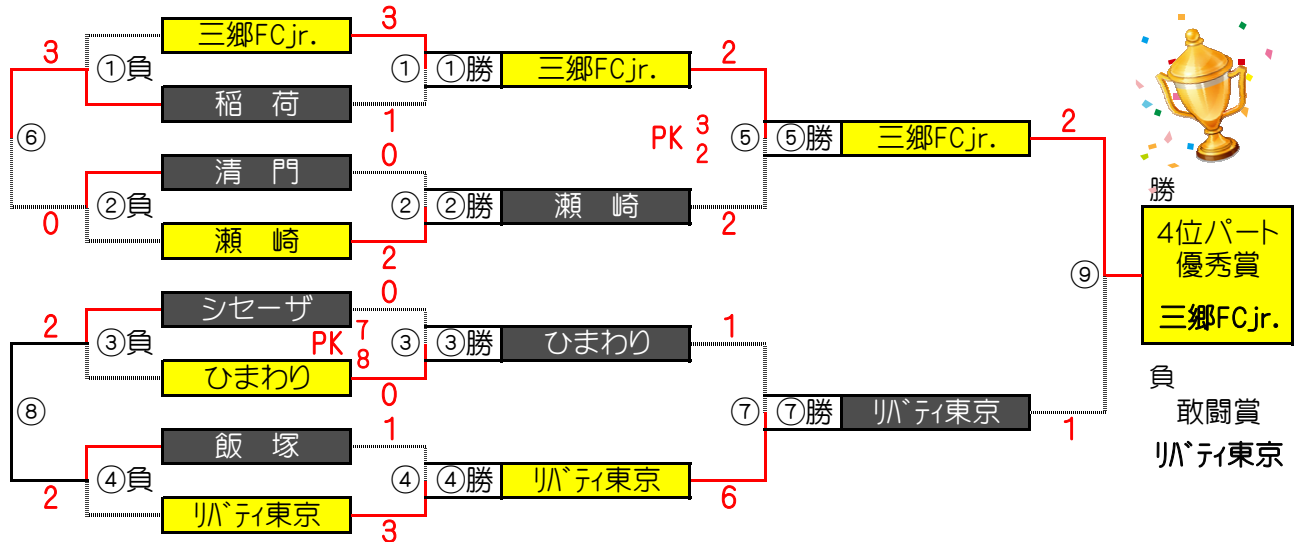 三郷FCjr.
3
3
①負
①
①勝
三郷FCjr.
2
稲 荷
1
⑥
PK 3
2
⑤
⑤勝
三郷FCjr.
2
0
清 門
0
②負
②
②勝
瀬 崎
2
瀬 崎
2
勝
4位パート
優秀賞
三郷FCjr.
⑨
シセーザ
0
2
③負
PK 7
8
③
③勝
ひまわり
1
ひまわり
0
⑧
⑦
⑦勝
リバティ東京
1
負
敢闘賞
リバティ東京
飯 塚
1
2
④負
④
④勝
リバティ東京
6
リバティ東京
3